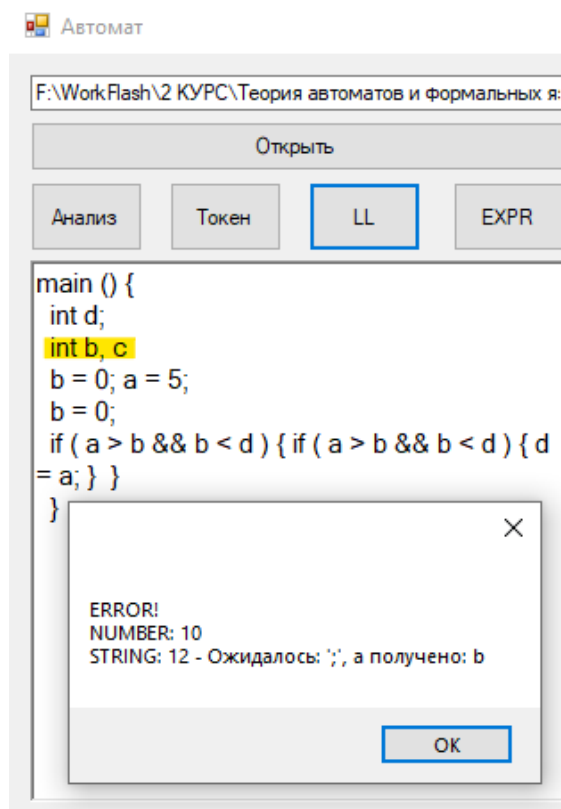 Автомат
F:\WorkFlash\2 КУРС\Теория автоматов и формальных я
Открыть
Анализ
Токен
LL
EXPR
main () {
int d;
int b, c
b = 0; a = 5;
b = 0;
if ( a > b && b < d ) { if ( a > b && b < d ) { d
= a; } }
}
ERROR!
NUMBER: 10
STRING: 12 - Ожидалось: ';', а получено: b
OK